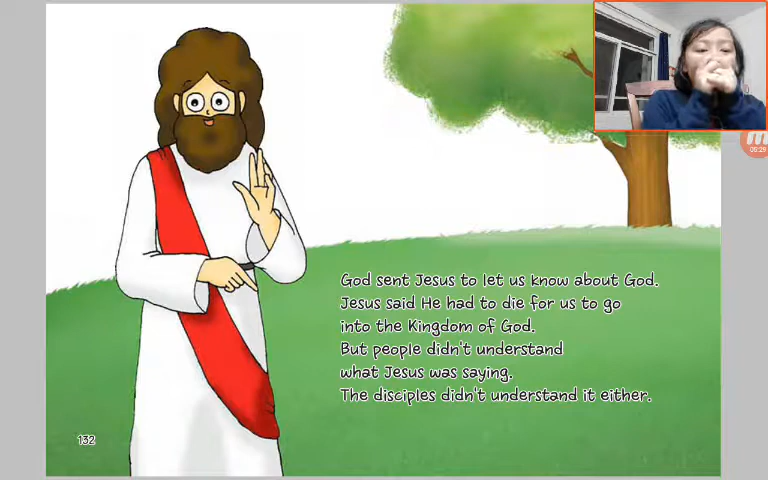 God sent Jesus to let us know about God.
Jesus said He had to die for us to go
into the Kingdom of God.
But people didn't understand
what Jesus was saying.
The disciples didn't understand it either.
132
05:29